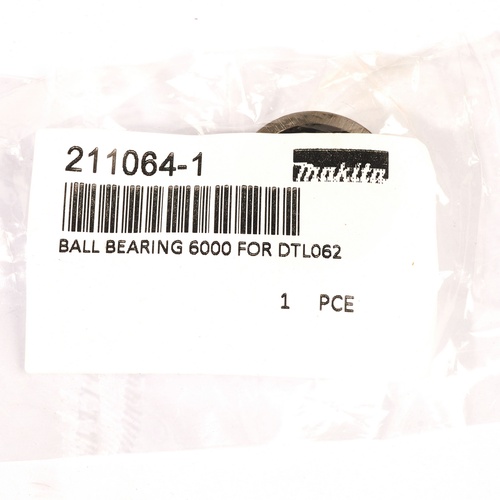 211064-1
makita
BALL BEARING 6000 FOR DTL062
1 PCE